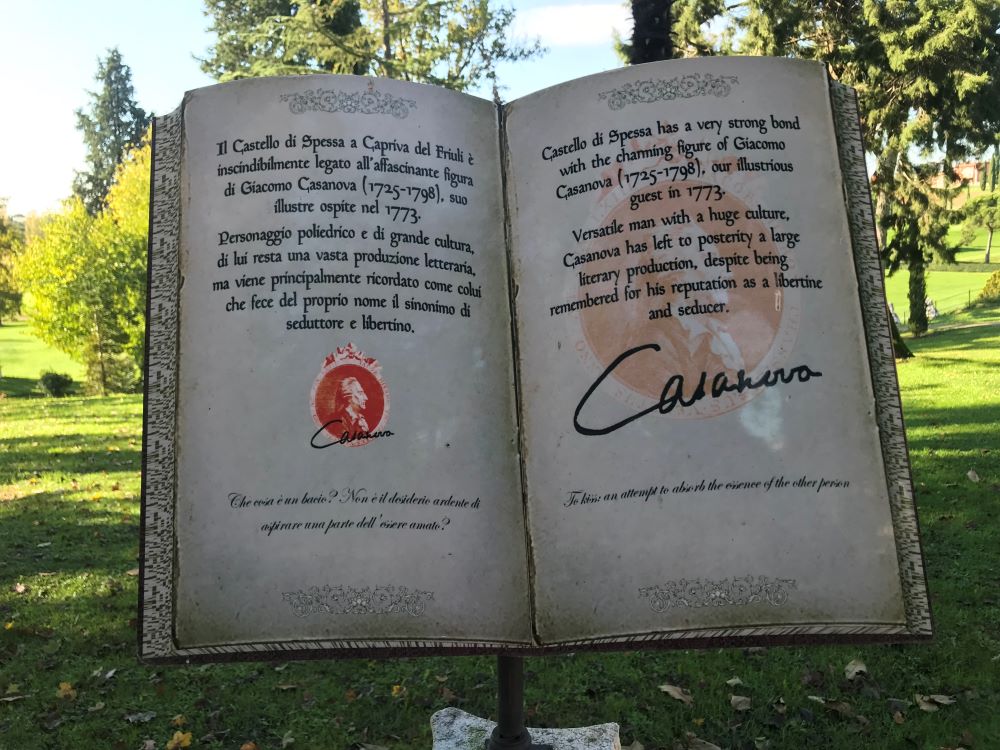 Il Castello di Spessa a Capriva del Friuli è
inscindibilmente legato all'affascinante figura
di Giacomo Casanova (1725-1798), suo
illustre ospite nel 1773.
Personaggio poliedrico e di grande cultura,
di lui resta una vasta produzione letteraria,
ma viene principalmente ricordato come colui
che fece del proprio nome il sinonimo di
seduttore e libertino.
Casanova
Che cosa è un bacio? Non è il desiderio ardente di
aspirare una parte dell'essere amato?
Castello di Spessa has a very strong bond
with the charming figure of Giacomo
Casanova (1725-1798), our illustrious
guest in 1773.
Versatile man with a huge culture,
Casanova has left to posterity a large
literary production, despite being
remembered for his reputation as a libertine
and seducer.
Casanova
To kiss: an attempt to absorb the essence of the other person